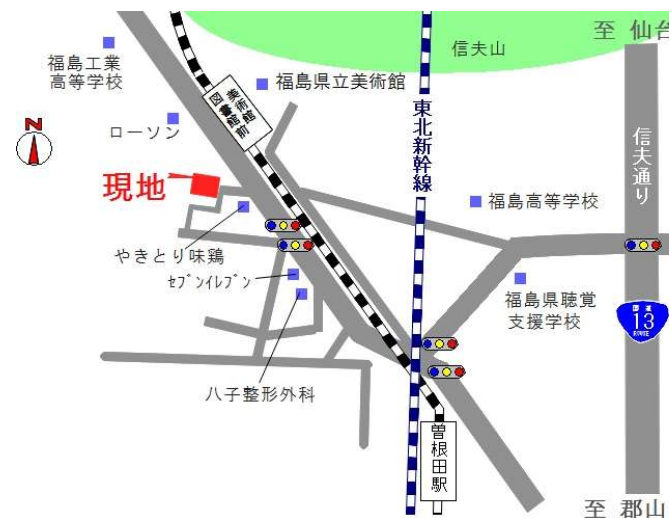 至 仙台
信夫山
福島工業
高等学校
福島県立美術館
美術館
図書館前
ローソン
東北新幹線
信夫通り
N
現地
福島高等学校
やきとり味鶏
ｾﾌﾞﾝｲﾚﾌﾞﾝ
福島県聴覚
支援学校
国道
13
ROUTE
八子整形外科
曽根田駅
至 郡山